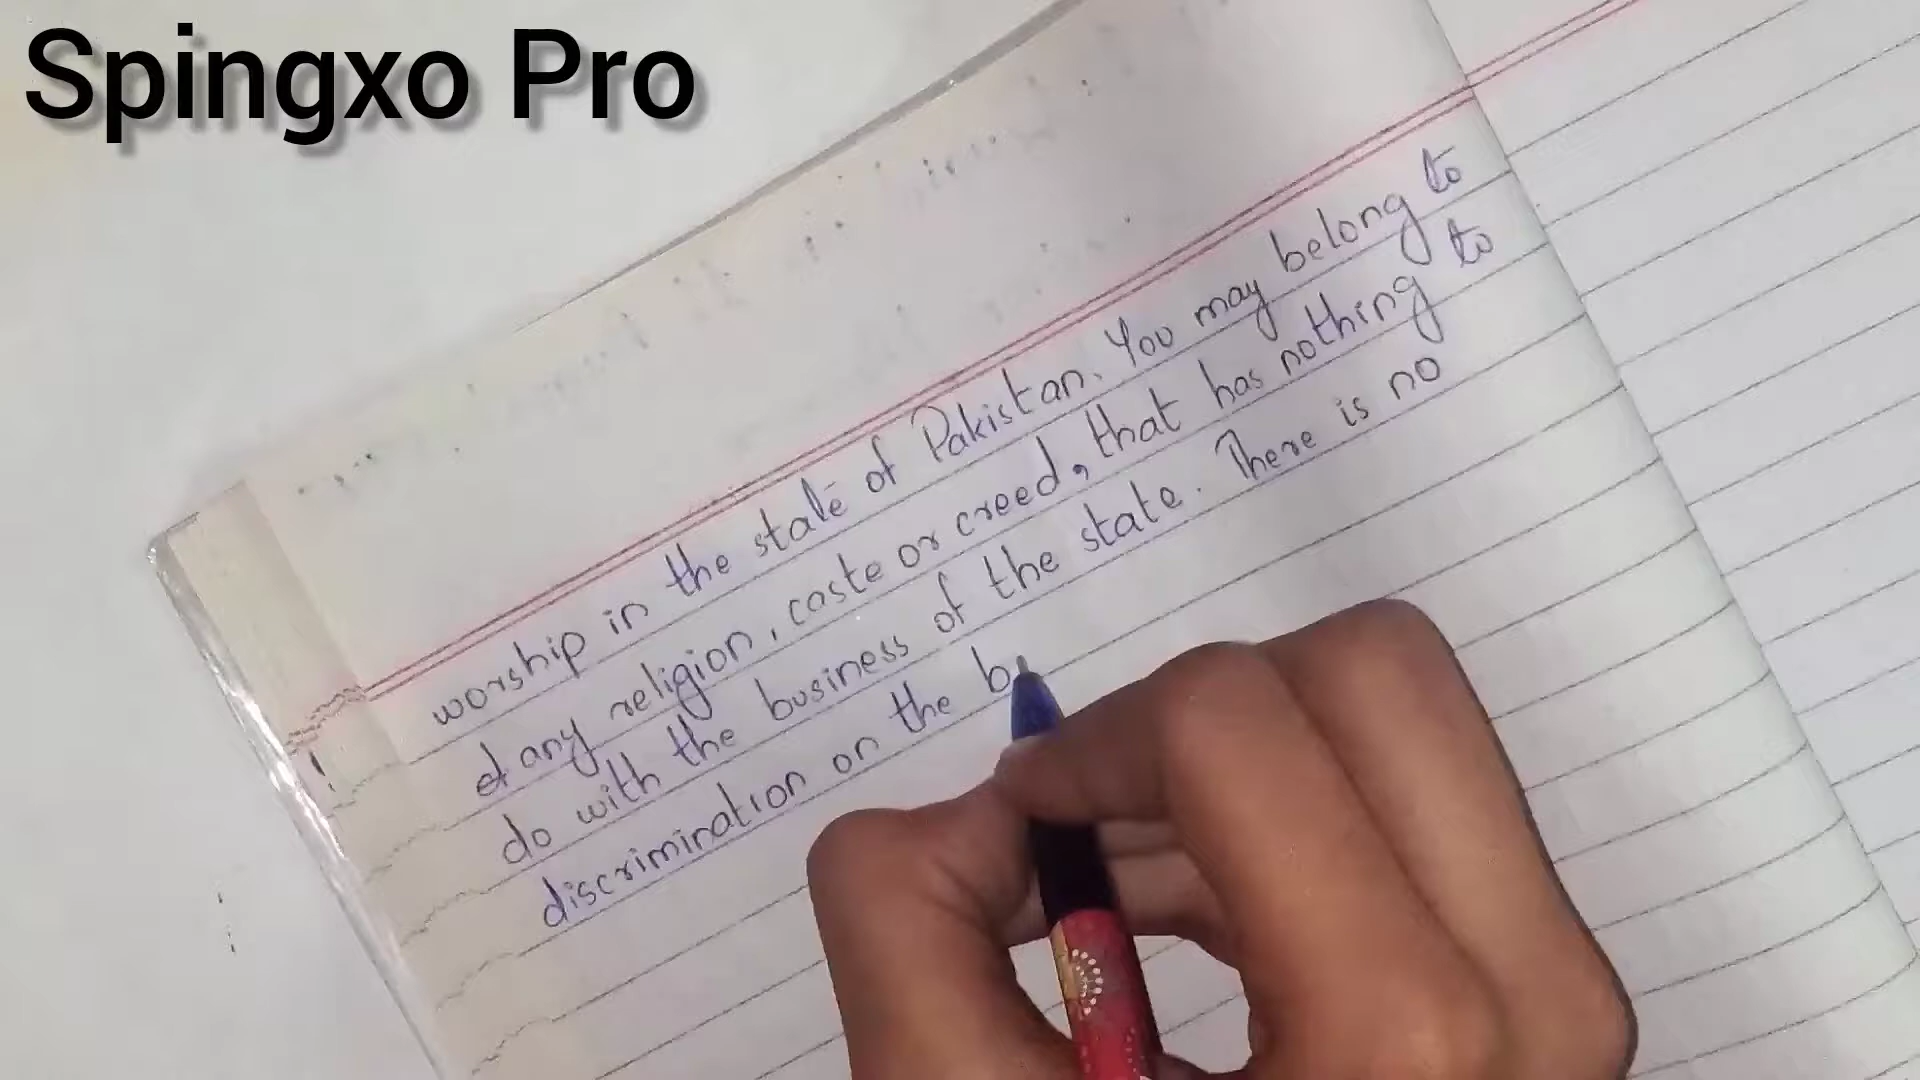 Spingxo Pro
worship in the state of Pakistan. You may belong to
of any religion, caste or creed, that has nothing to
do with the business of the state. There is no
discrimination on the b